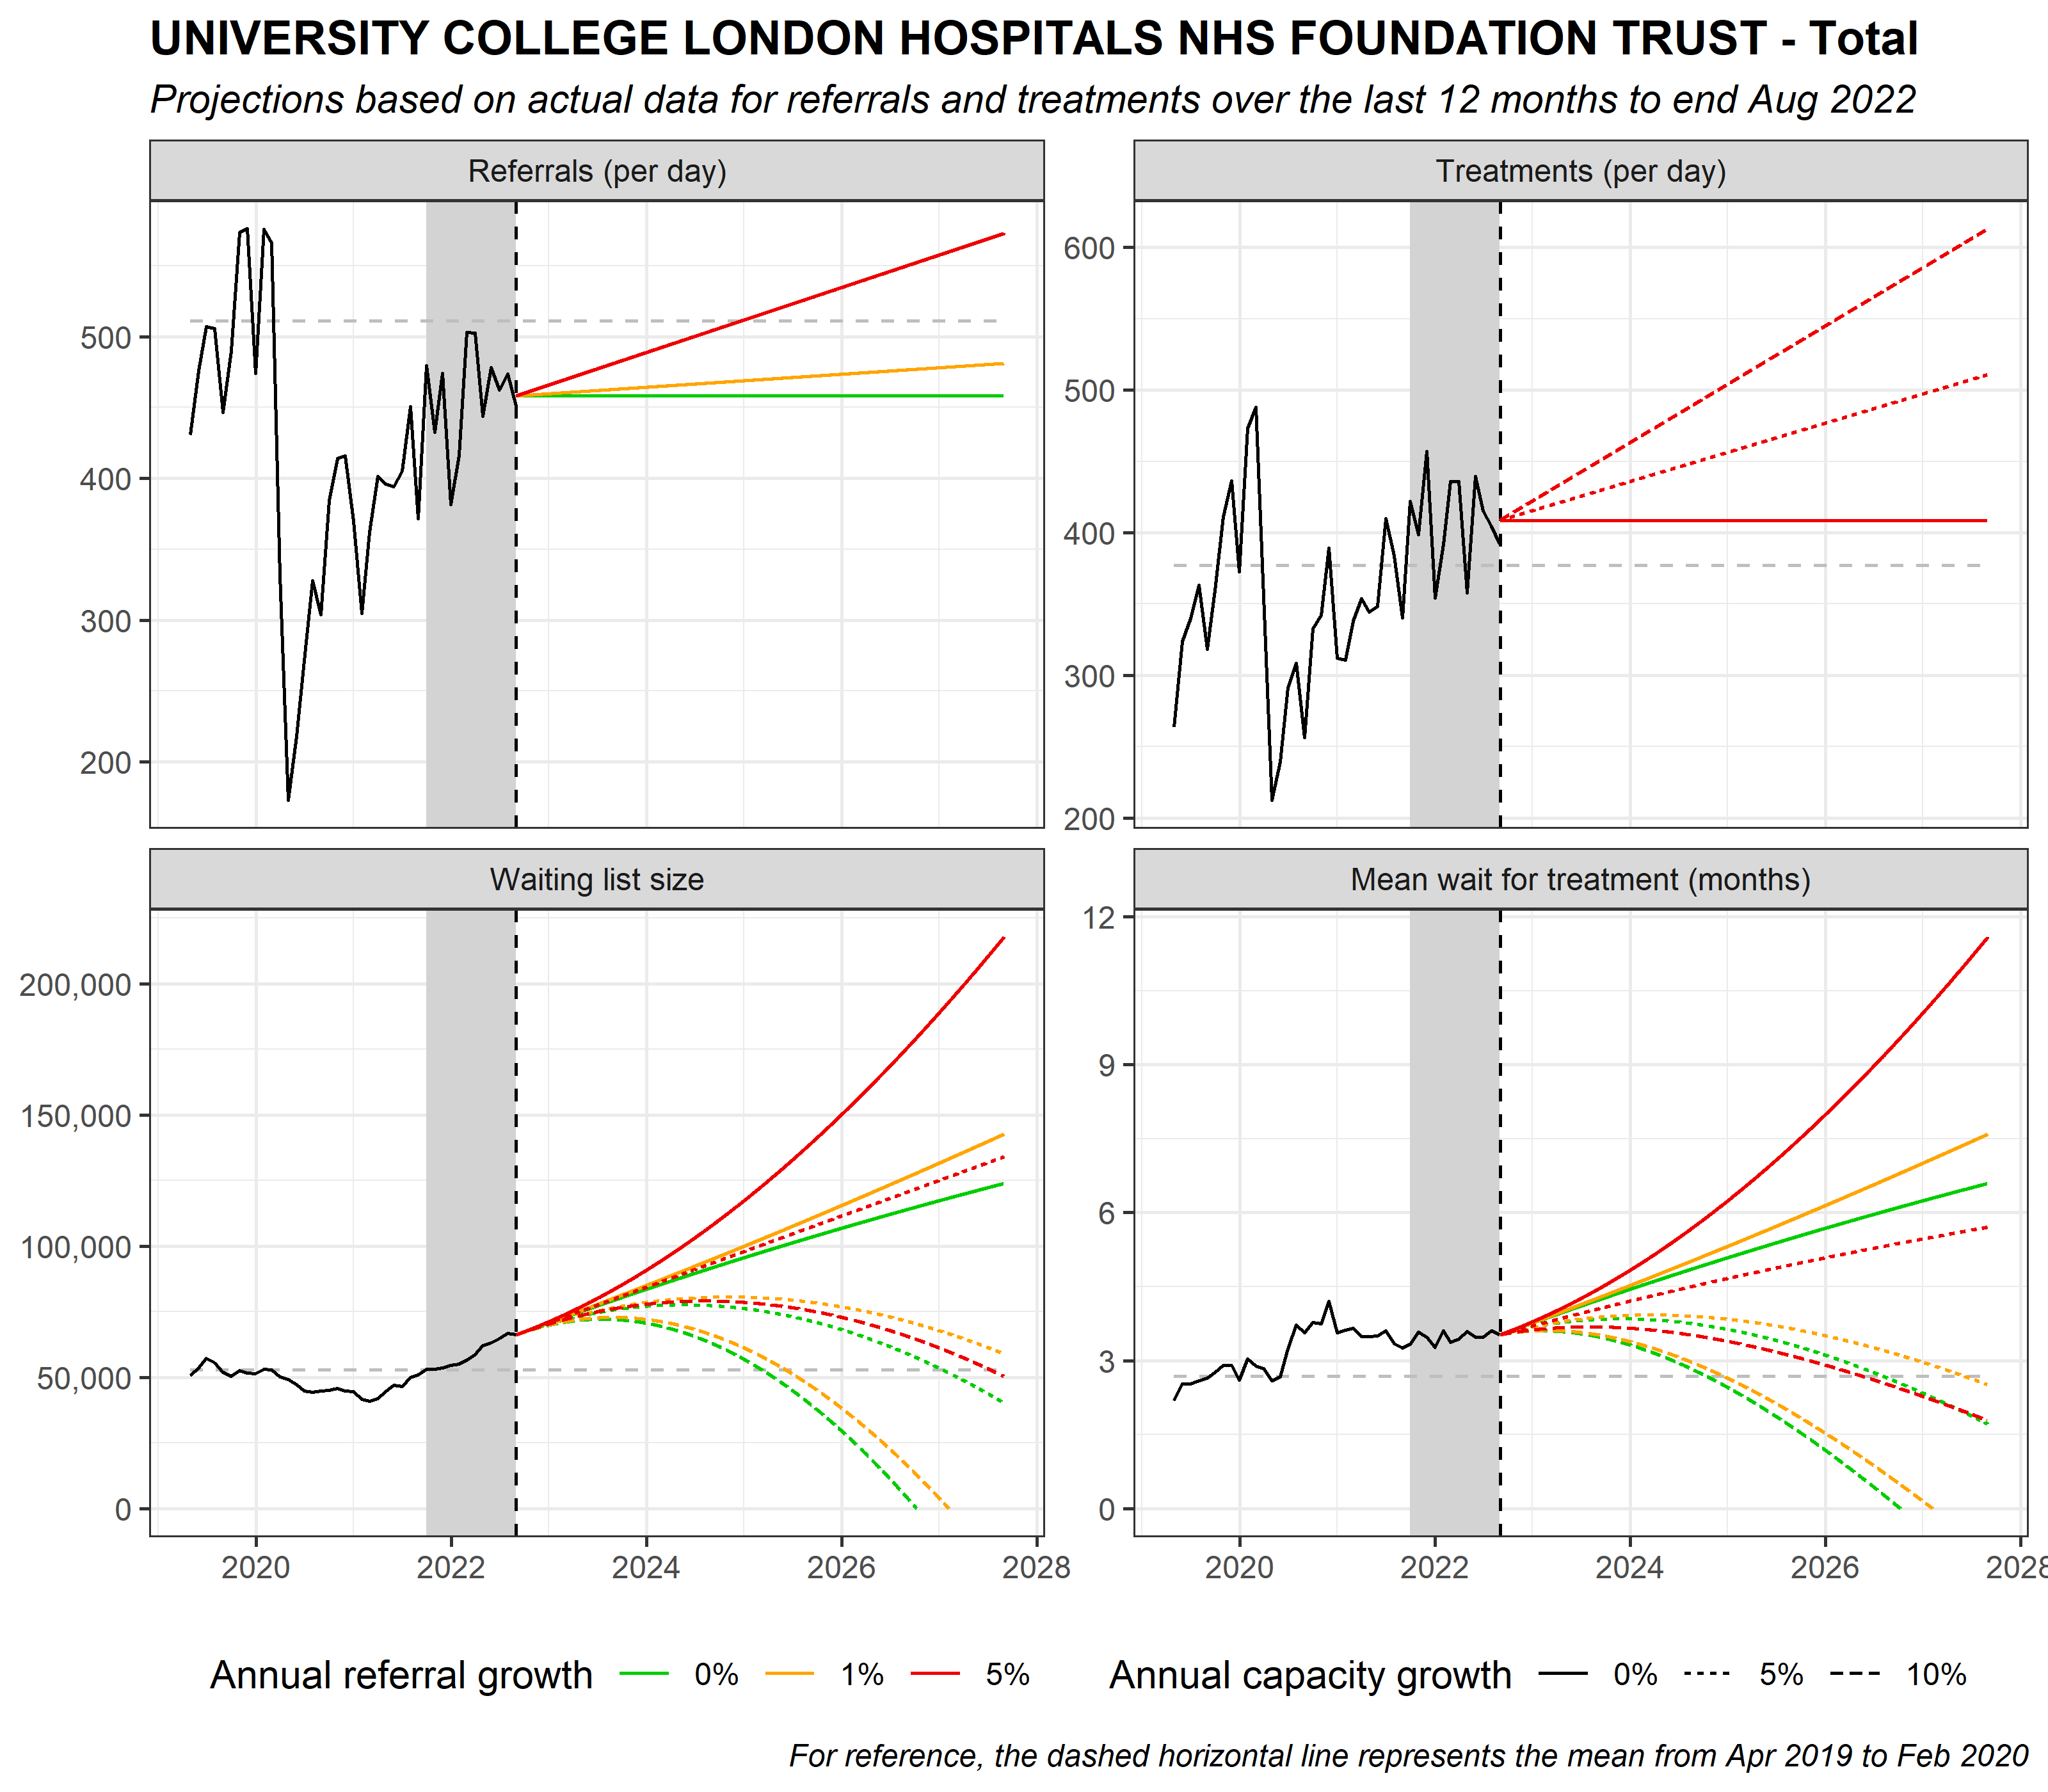 UNIVERSITY COLLEGE LONDON HOSPITALS NHS FOUNDATION TRUST - Total
Projections based on actual data for referrals and treatments over the last 12 months to end Aug 2022
Referrals (per day)
500
400
300
200
Treatments (per day)
600
500
400
300
200
Waiting list size
200,000
150,000
100,000
50,000
0
2020 2022 2024 2026 2028
Mean wait for treatment (months)
12
9
6
3
0
2020 2022 2024 2026 2028
Annual referral growth 0% 1% 5%
Annual capacity growth 0% 5% 10%
For reference, the dashed horizontal line represents the mean from Apr 2019 to Feb 2020